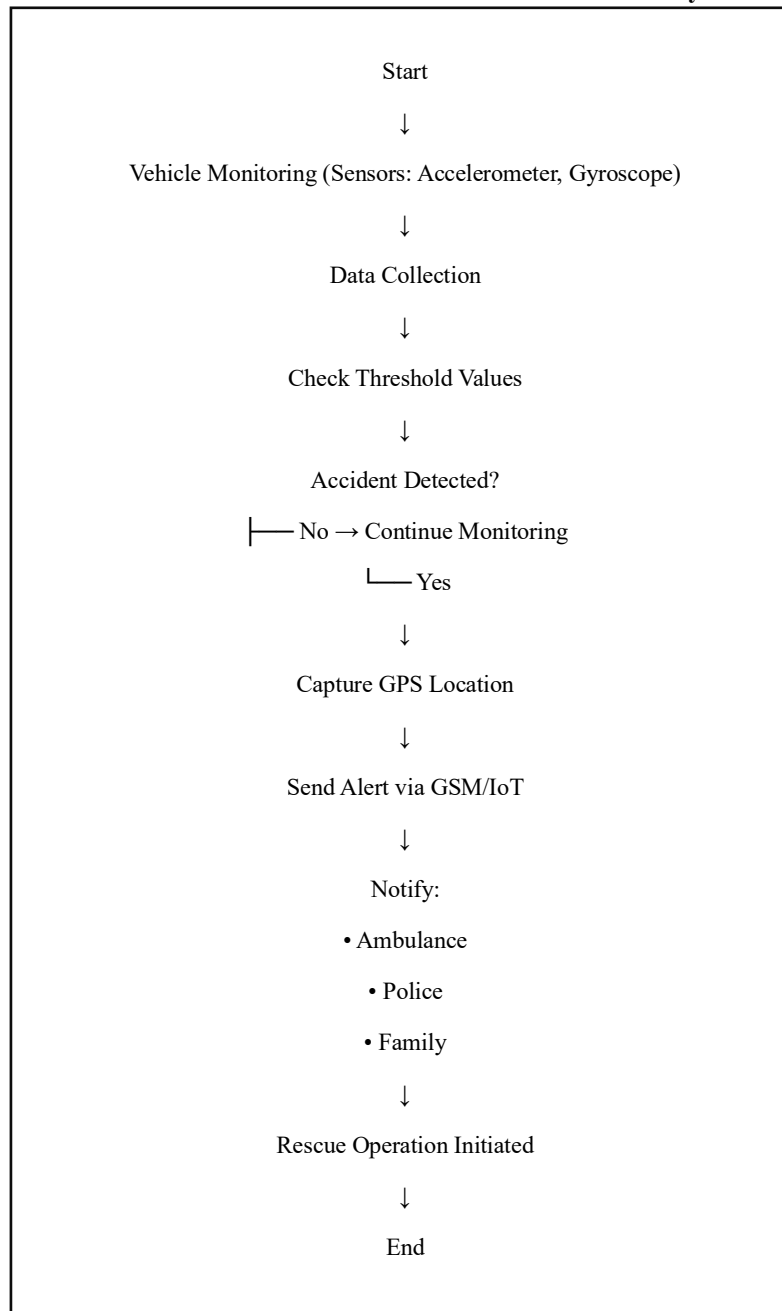 Start
↓
Vehicle Monitoring (Sensors: Accelerometer, Gyroscope)
↓
Data Collection
↓
Check Threshold Values
↓
Accident Detected?
├── No → Continue Monitoring
└── Yes
↓
Capture GPS Location
↓
Send Alert via GSM/IoT
↓
Notify:
• Ambulance
• Police
• Family
↓
Rescue Operation Initiated
↓
End